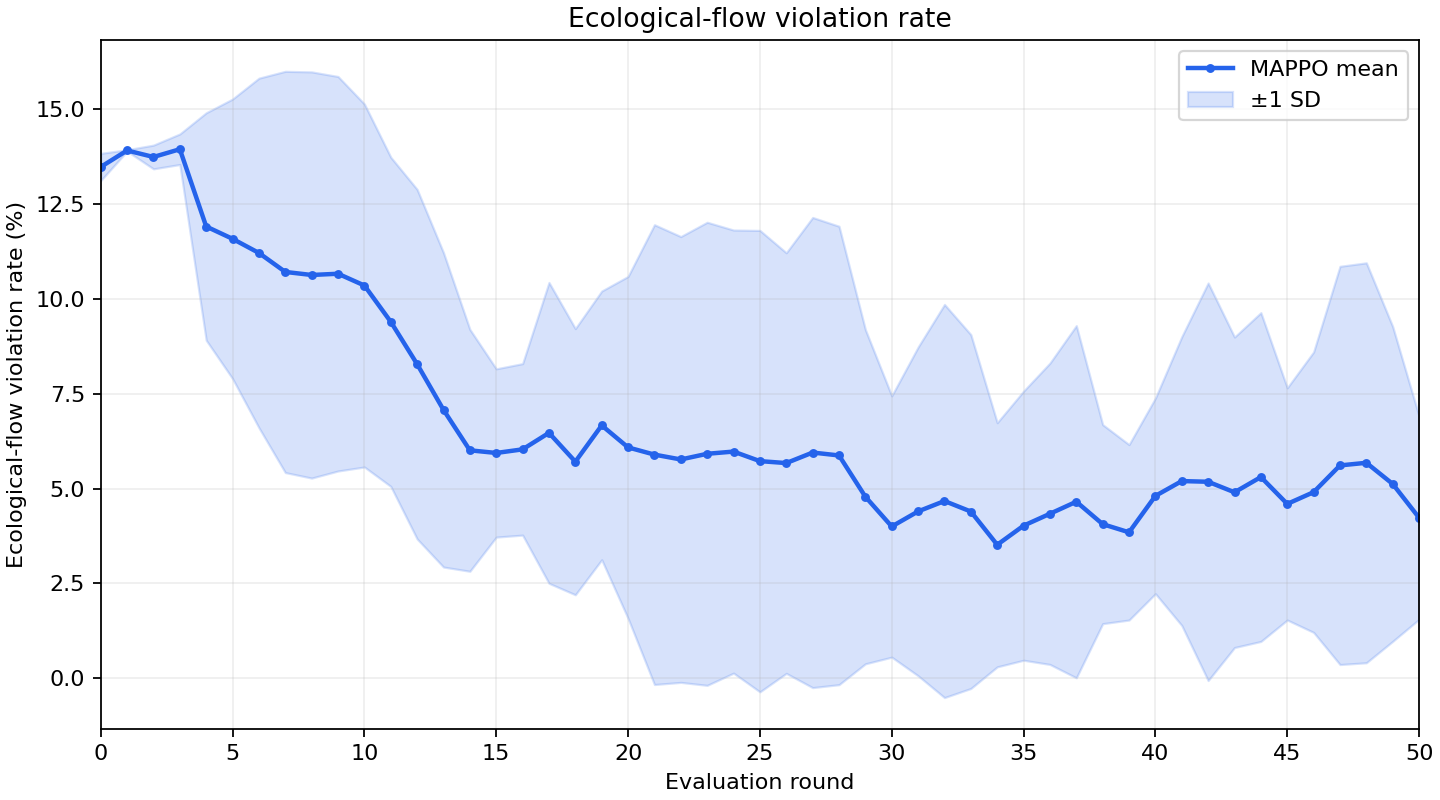 Ecological-flow violation rate
MAPPO mean
±1 SD
Ecological-flow violation rate (%)
15.0
12.5
10.0
7.5
5.0
2.5
0.0
0 5 10 15 20 25 30 35 40 45 50
Evaluation round